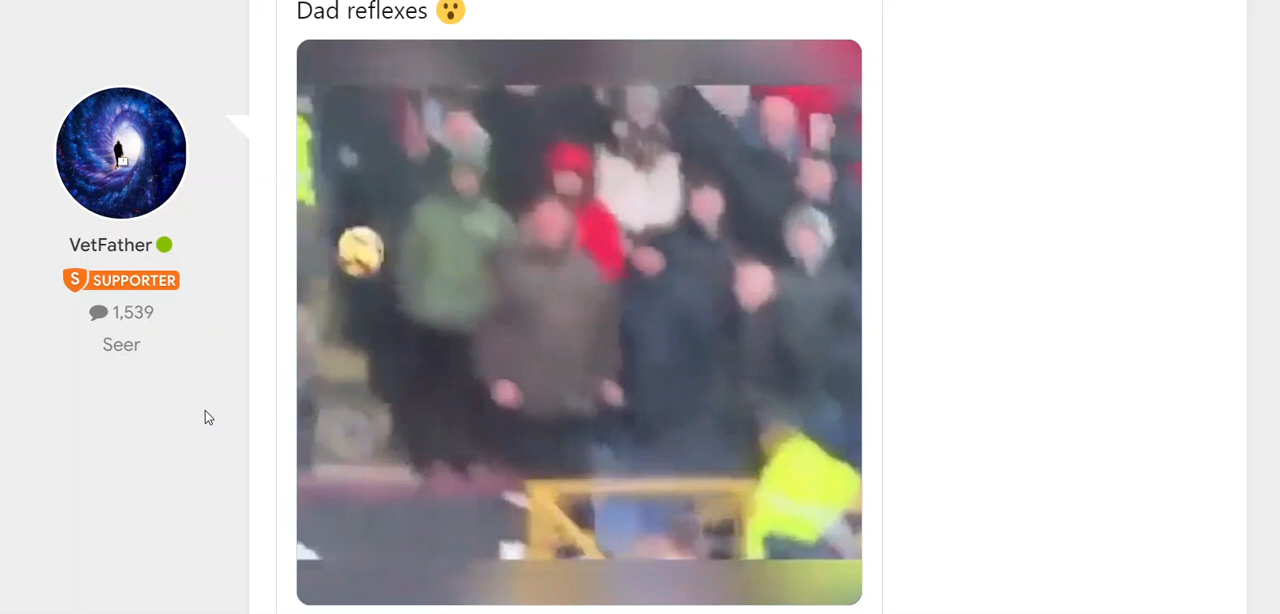 Dad reflexes 😮
VetFather
S SUPPORTER
1,539
Seer